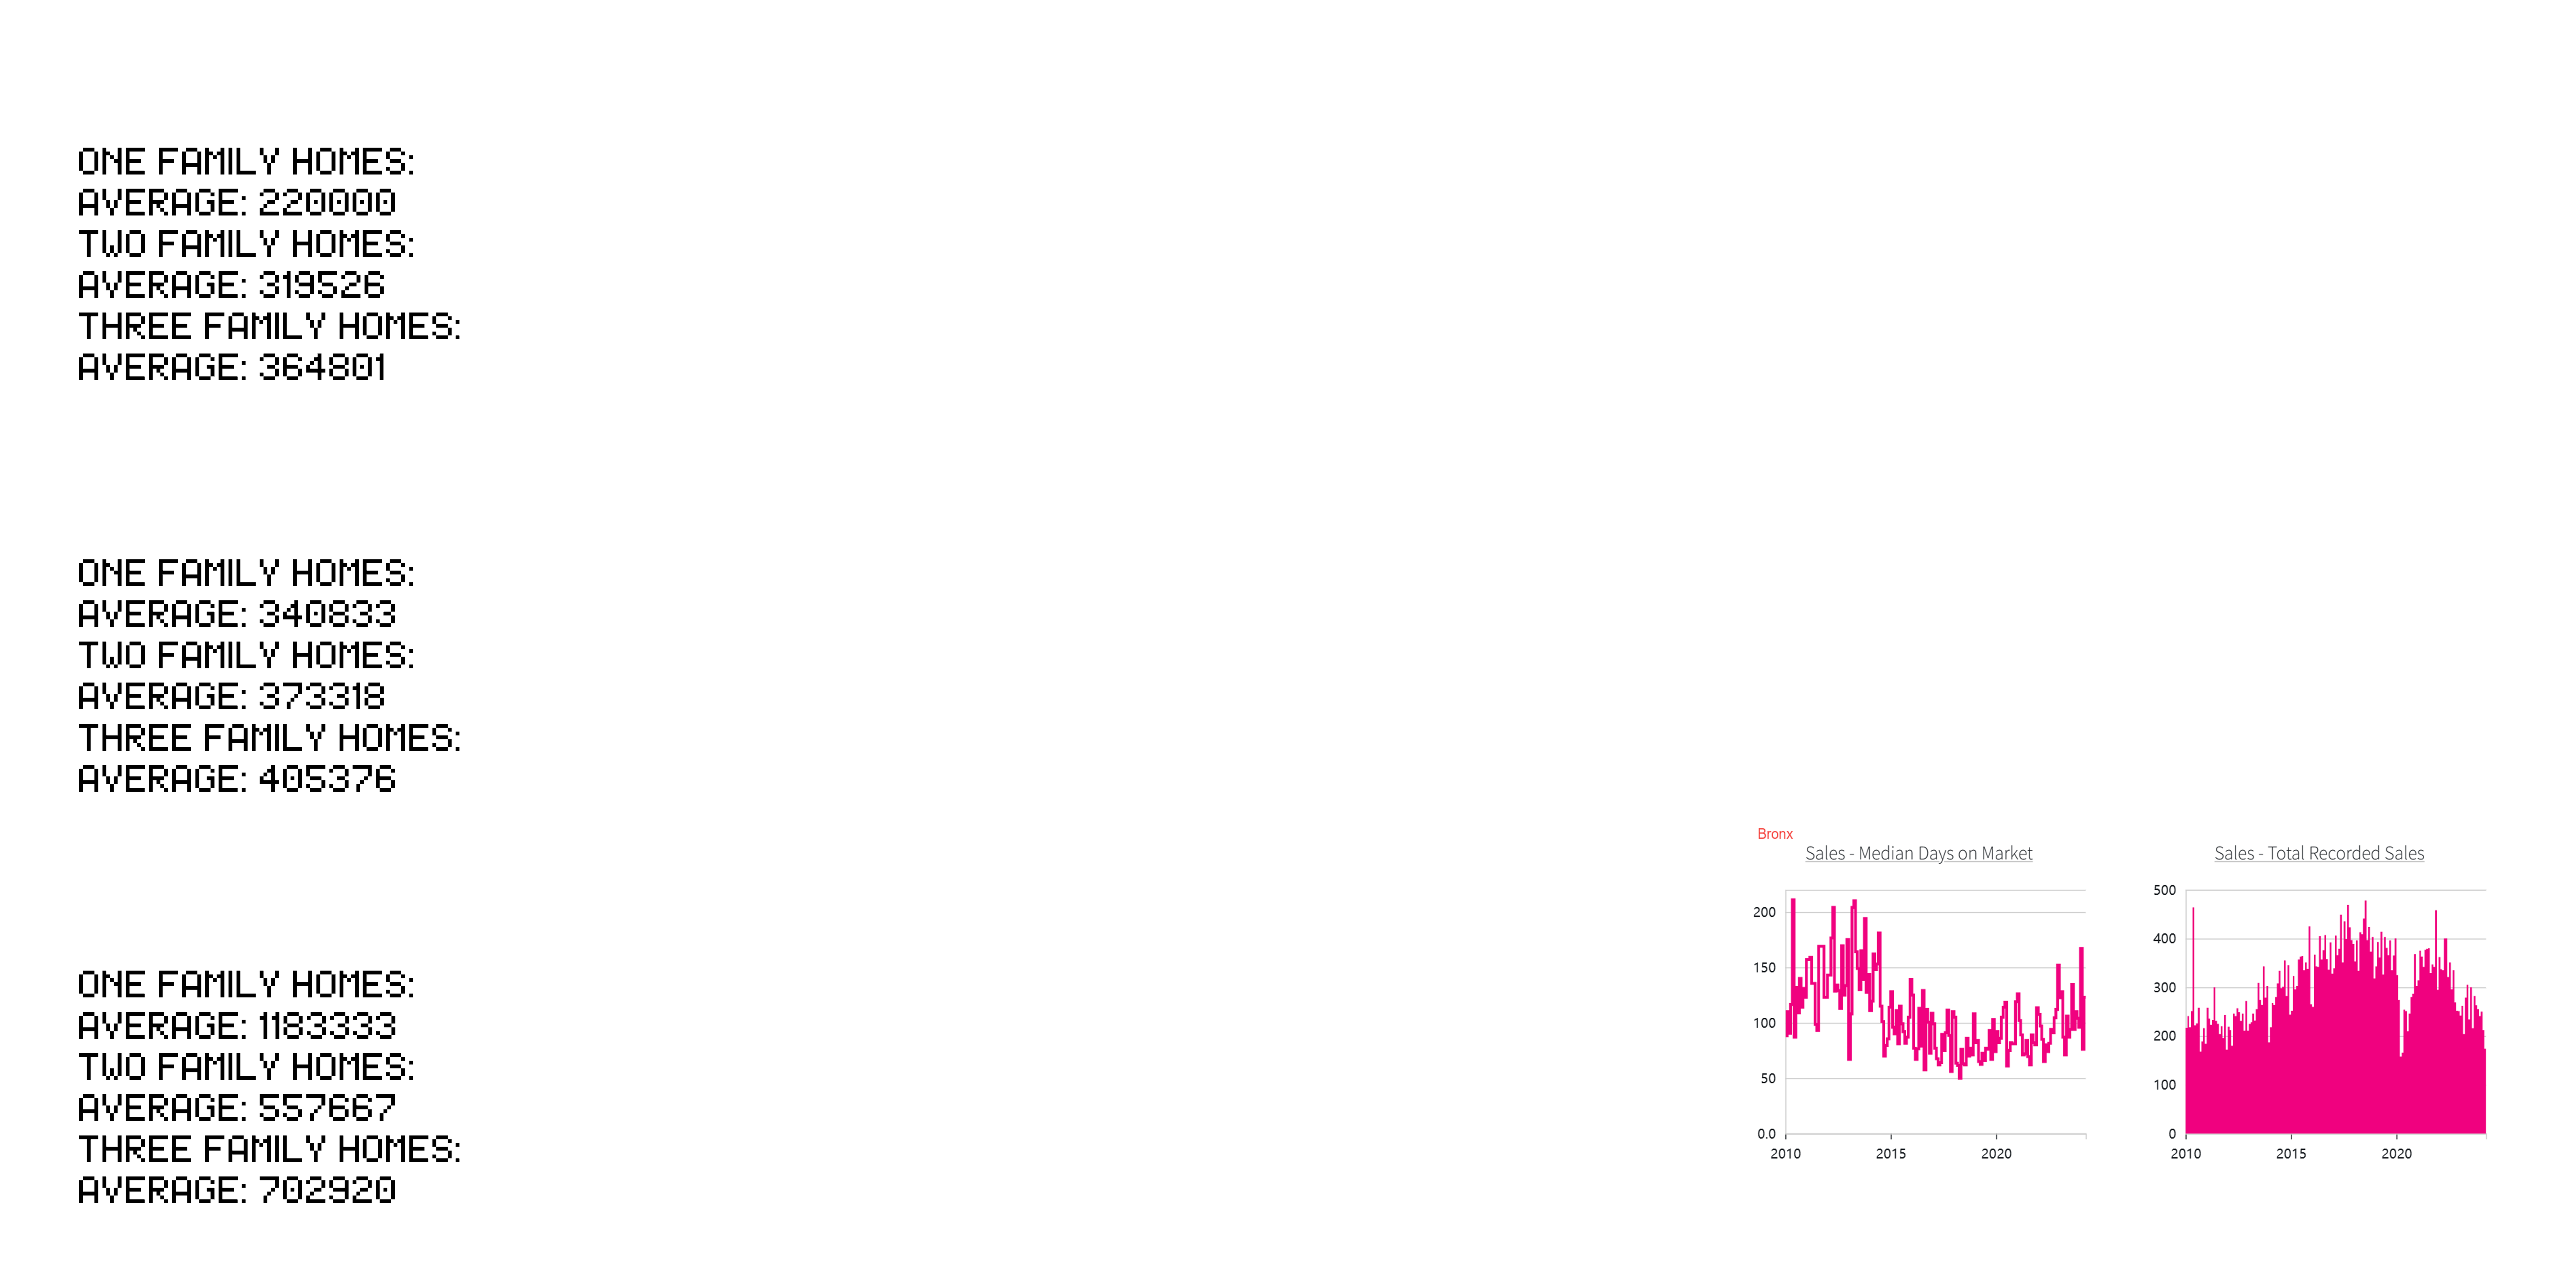 ONE FAMILY HOMES:
AVERAGE: 220000
TWO FAMILY HOMES:
AVERAGE: 319526
THREE FAMILY HOMES:
AVERAGE: 364801
ONE FAMILY HOMES:
AVERAGE: 340833
TWO FAMILY HOMES:
AVERAGE: 373318
THREE FAMILY HOMES:
AVERAGE: 405376
ONE FAMILY HOMES:
AVERAGE: 1183333
TWO FAMILY HOMES:
AVERAGE: 557667
THREE FAMILY HOMES:
AVERAGE: 702920
Bronx
Sales - Median Days on Market
200
150
100
50
0.0
2010 2015 2020
Sales - Total Recorded Sales
500
400
300
200
100
0
2010 2015 2020